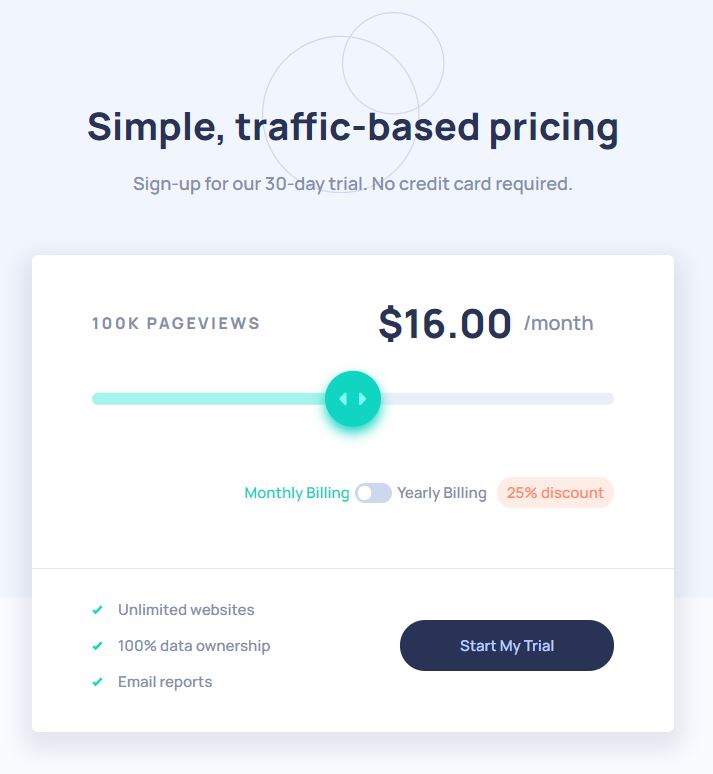 Simple, traffic-based pricing
Sign-up for our 30-day trial. No credit card required.
100K PAGEVIEWS
$16.00 /month
Monthly Billing Yearly Billing 25% discount
Unlimited websites
100% data ownership
Email reports
Start My Trial